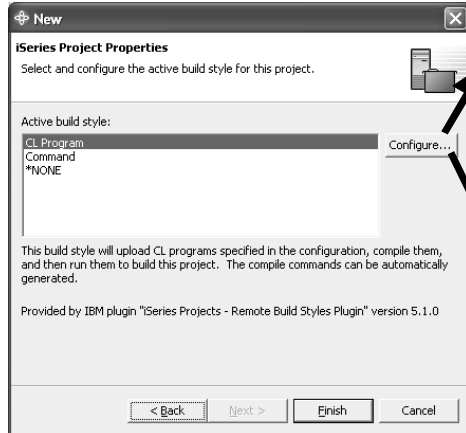 New
iSeries Project Properties
Select and configure the active build style for this project.
Active build style:
CL Program
Command
*NONE
Configure...
This build style will upload CL programs specified in the configuration, compile them,
and then run them to build this project. The compile commands can be automatically
generated.
Provided by IBM plugin "iSeries Projects - Remote Build Styles Plugin" version 5.1.0
< Back
Next >
Finish
Cancel